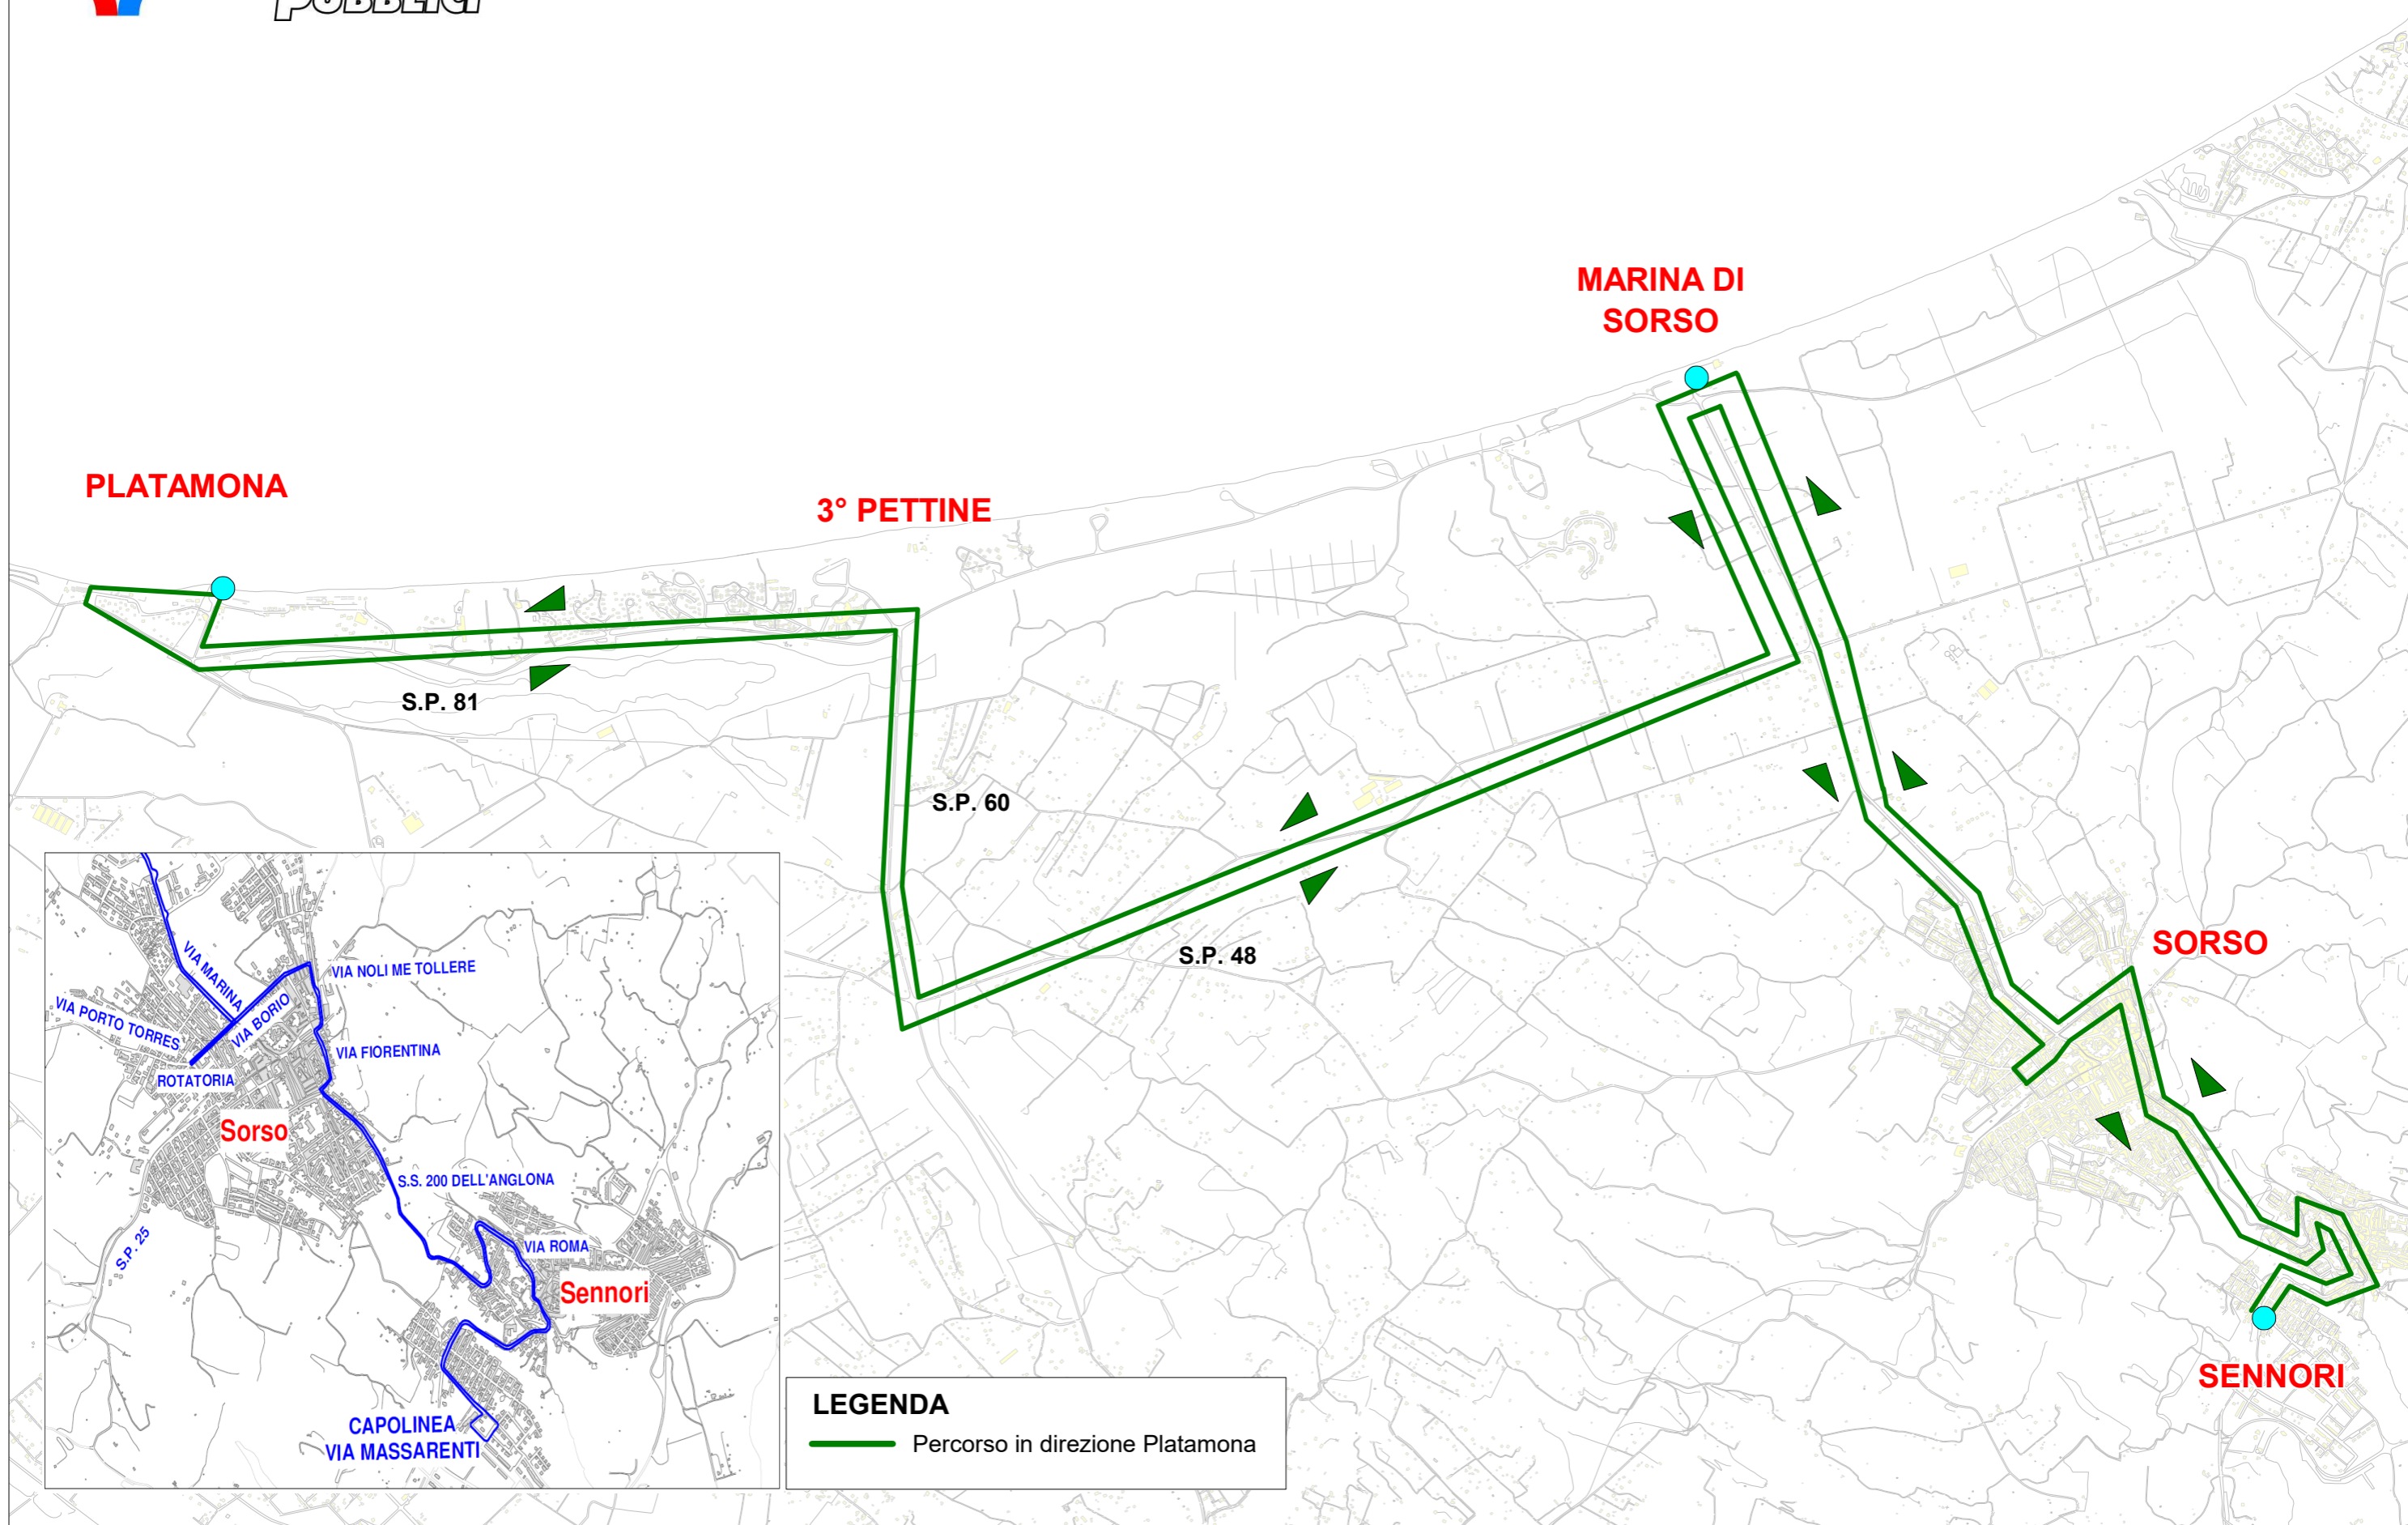 PUBBLICI
MARINA DI
SORSO
PLATAMONA
3° PETTINE
S.P. 81
S.P. 60
S.P. 48
SORSO
SENNORI
VIA MARINA
VIA NOLI ME TOLLERE
VIA PORTO TORRES
VIA BORIO
VIA FIORENTINA
ROTATORIA
Sorso
S.S. 200 DELL'ANGLONA
S.P. 25
VIA ROMA
Sennori
CAPOLINEA
VIA MASSARENTI
LEGENDA
Percorso in direzione Platamona